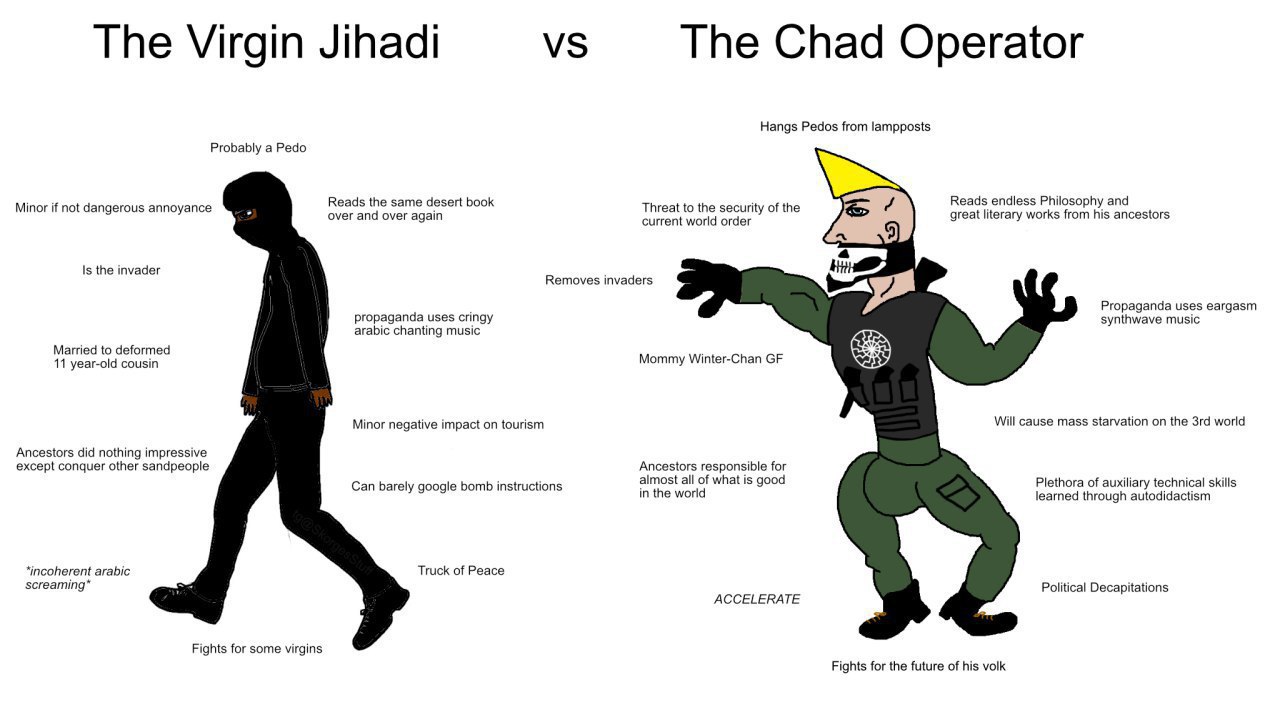 The Virgin Jihadi vs The Chad Operator
Probably a Pedo
Minor if not dangerous annoyance
Reads the same desert book
over and over again
Is the invader
propaganda uses cringy
arabic chanting music
Married to deformed
11 year-old cousin
Minor negative impact on tourism
Ancestors did nothing impressive
except conquer other sandpeople
Can barely google bomb instructions
*incoherent arabic
screaming*
Truck of Peace
Fights for some virgins
Hangs Pedos from lampposts
Threat to the security of the
current world order
Reads endless Philosophy and
great literary works from his ancestors
Removes invaders
Propaganda uses eargasm
synthwave music
Mommy Winter-Chan GF
Will cause mass starvation on the 3rd world
Ancestors responsible for
almost all of what is good
in the world
Plethora of auxiliary technical skills
learned through autodidactism
ACCELERATE
Political Decapitations
Fights for the future of his volk